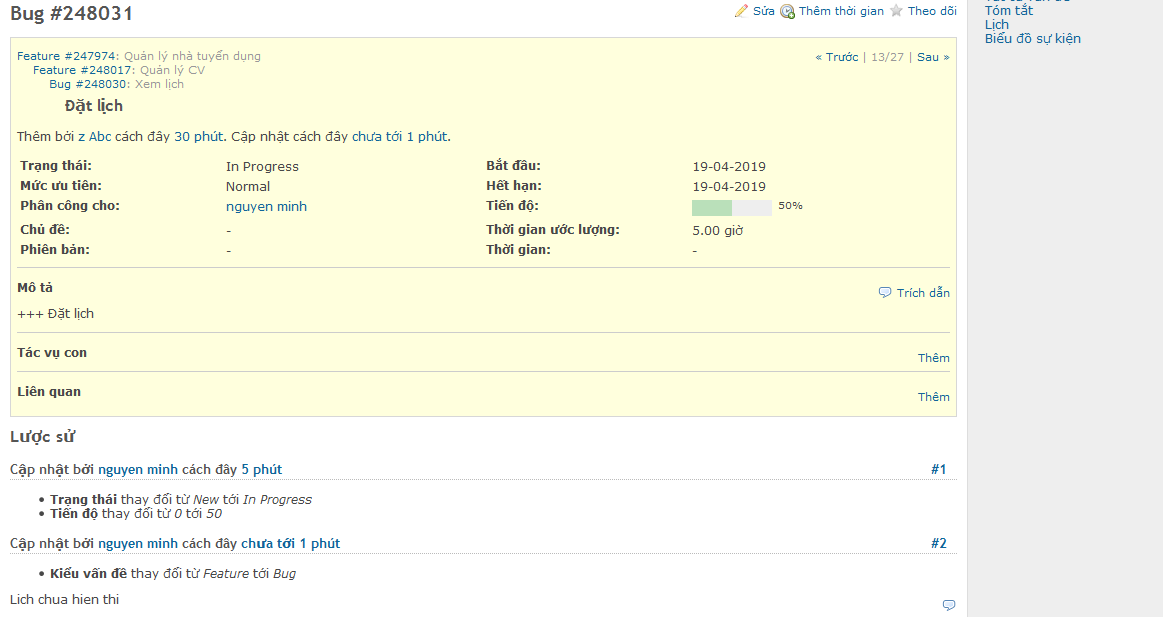 Bug #248031
Sửa Thêm thời gian Theo dõi
Tóm tắt
Lịch
Biểu đồ sự kiện
Feature #247974: Quản lý nhà tuyển dụng
« Trước | 13/27 | Sau »
Feature #248017: Quản lý CV
Bug #248030: Xem lịch
Đặt lịch
Thêm bởi z Abc cách đây 30 phút. Cập nhật cách đây chưa tới 1 phút.
Trạng thái: In Progress Bắt đầu: 19-04-2019
Mức ưu tiên: Normal Hết hạn: 19-04-2019
Phân công cho: nguyen minh Tiến độ: 50%
Chủ đề: - Thời gian ước lượng: 5.00 giờ
Phiên bản: - Thời gian: -
Mô tả
Trích dẫn
+++ Đặt lịch
Tác vụ con
Thêm
Liên quan
Thêm
Lược sử
Cập nhật bởi nguyen minh cách đây 5 phút #1
• Trạng thái thay đổi từ New tới In Progress
• Tiến độ thay đổi từ 0 tới 50
Cập nhật bởi nguyen minh cách đây chưa tới 1 phút #2
• Kiểu vấn đề thay đổi từ Feature tới Bug
Lich chua hien thi